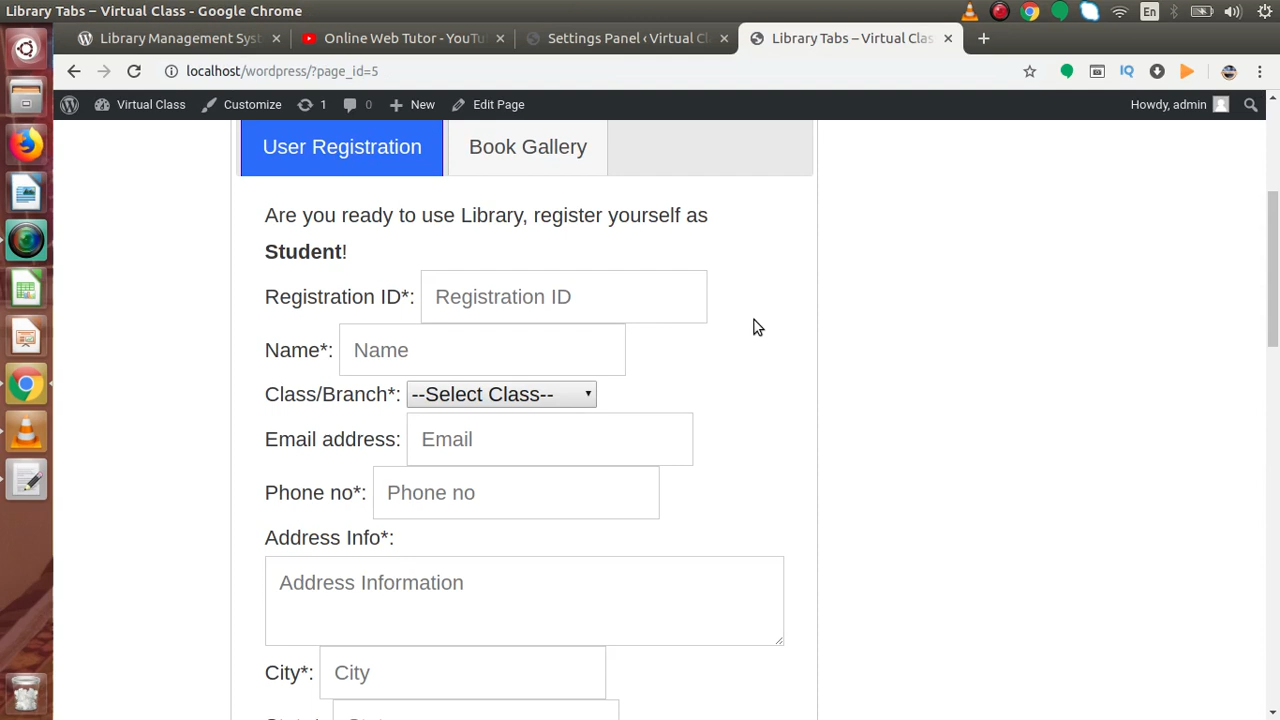 Library Tabs – Virtual Class - Google Chrome
En
Library Management Syst
Online Web Tutor - YouTu
Settings Panel ‹ Virtual Cl
Library Tabs – Virtual Clas
localhost/wordpress/?page_id=5
Virtual Class
Customize
1
0
New
Edit Page
Howdy, admin
User Registration
Book Gallery
Are you ready to use Library, register yourself as
Student!
Registration ID*: Registration ID
Name*: Name
Class/Branch*: --Select Class--
Email address: Email
Phone no*: Phone no
Address Info*:
Address Information
City*: City